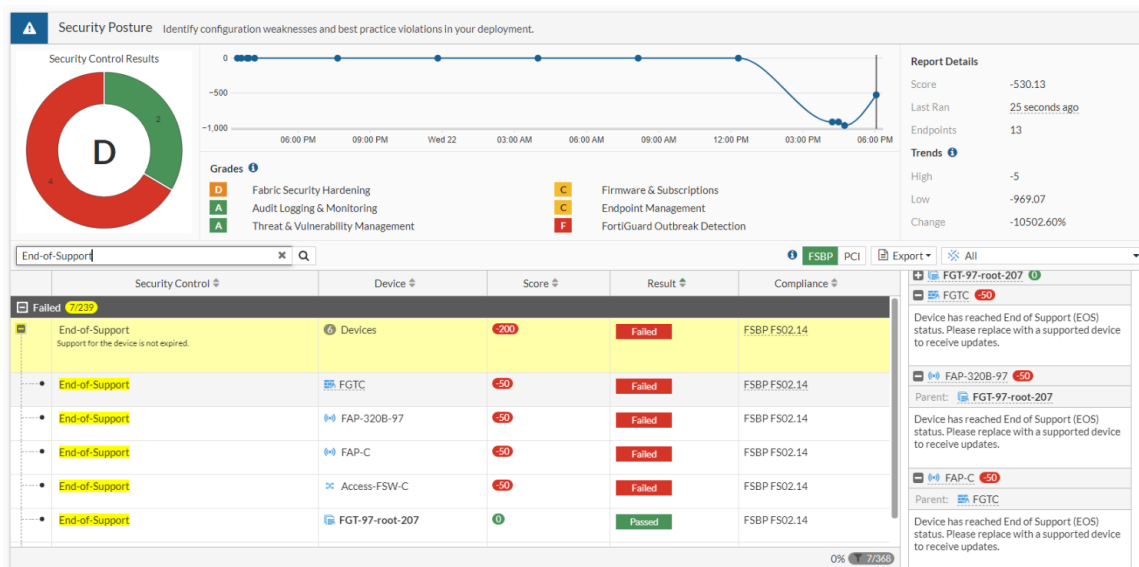 Security Posture Identify configuration weaknesses and best practice violations in your deployment.
Security Control Results
2
D
4
0
−500
−1,000
06:00 PM 09:00 PM Wed 22 03:00 AM 06:00 AM 09:00 AM 12:00 PM 03:00 PM 06:00 PM
Grades
D Fabric Security Hardening
A Audit Logging & Monitoring
A Threat & Vulnerability Management
C Firmware & Subscriptions
C Endpoint Management
F FortiGuard Outbreak Detection
Report Details
Score -530.13
Last Ran 25 seconds ago
Endpoints 13
Trends
High -5
Low -969.07
Change -10502.60%
End-of-Support
FSBP PCI Export All
Security Control Device Score Result Compliance
Failed 7/239
End-of-Support 6 Devices -200 Failed FSBP FS02.14
Support for the device is not expired.
End-of-Support FGTC -50 Failed FSBP FS02.14
End-of-Support FAP-320B-97 -50 Failed FSBP FS02.14
End-of-Support FAP-C -50 Failed FSBP FS02.14
End-of-Support Access-FSW-C -50 Failed FSBP FS02.14
End-of-Support FGT-97-root-207 0 Passed FSBP FS02.14
0% 7/368
FGT-97-root-207 0
FGTC -50
Device has reached End of Support (EOS)
status. Please replace with a supported device
to receive updates.
FAP-320B-97 -50
Parent: FGT-97-root-207
Device has reached End of Support (EOS)
status. Please replace with a supported device
to receive updates.
FAP-C -50
Parent: FGTC
Device has reached End of Support (EOS)
status. Please replace with a supported device
to receive updates.